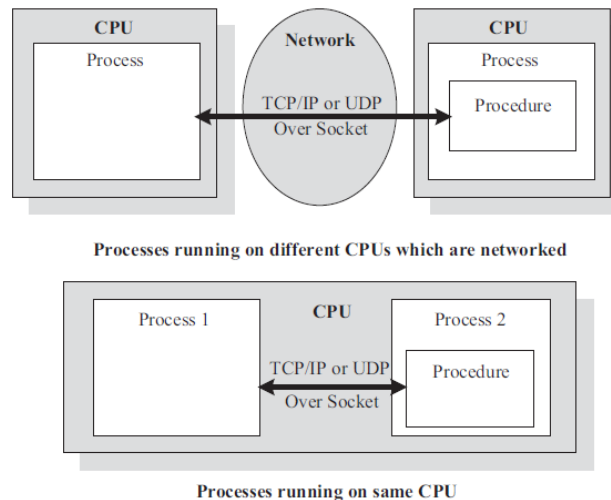 CPU
Process
Network
TCP/IP or UDP
Over Socket
CPU
Process
Procedure
Processes running on different CPUs which are networked
Process 1
CPU
TCP/IP or UDP
Over Socket
Process 2
Procedure
Processes running on same CPU